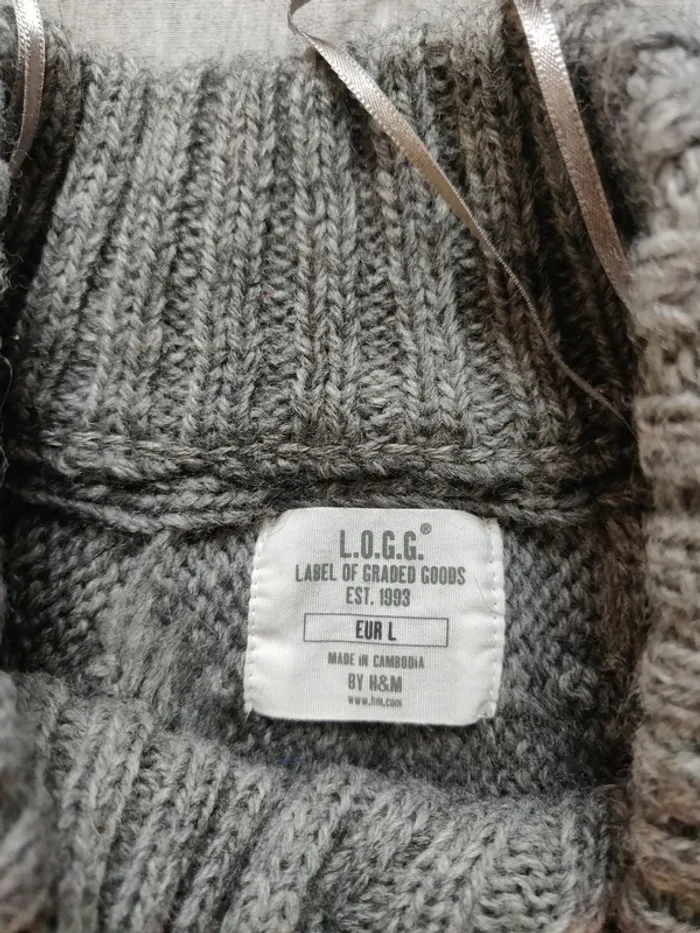 L.O.G.G.®
LABEL OF GRADED GOODS
EST. 1993
EUR L
MADE IN CAMBODIA
BY H&M
www.hm.com